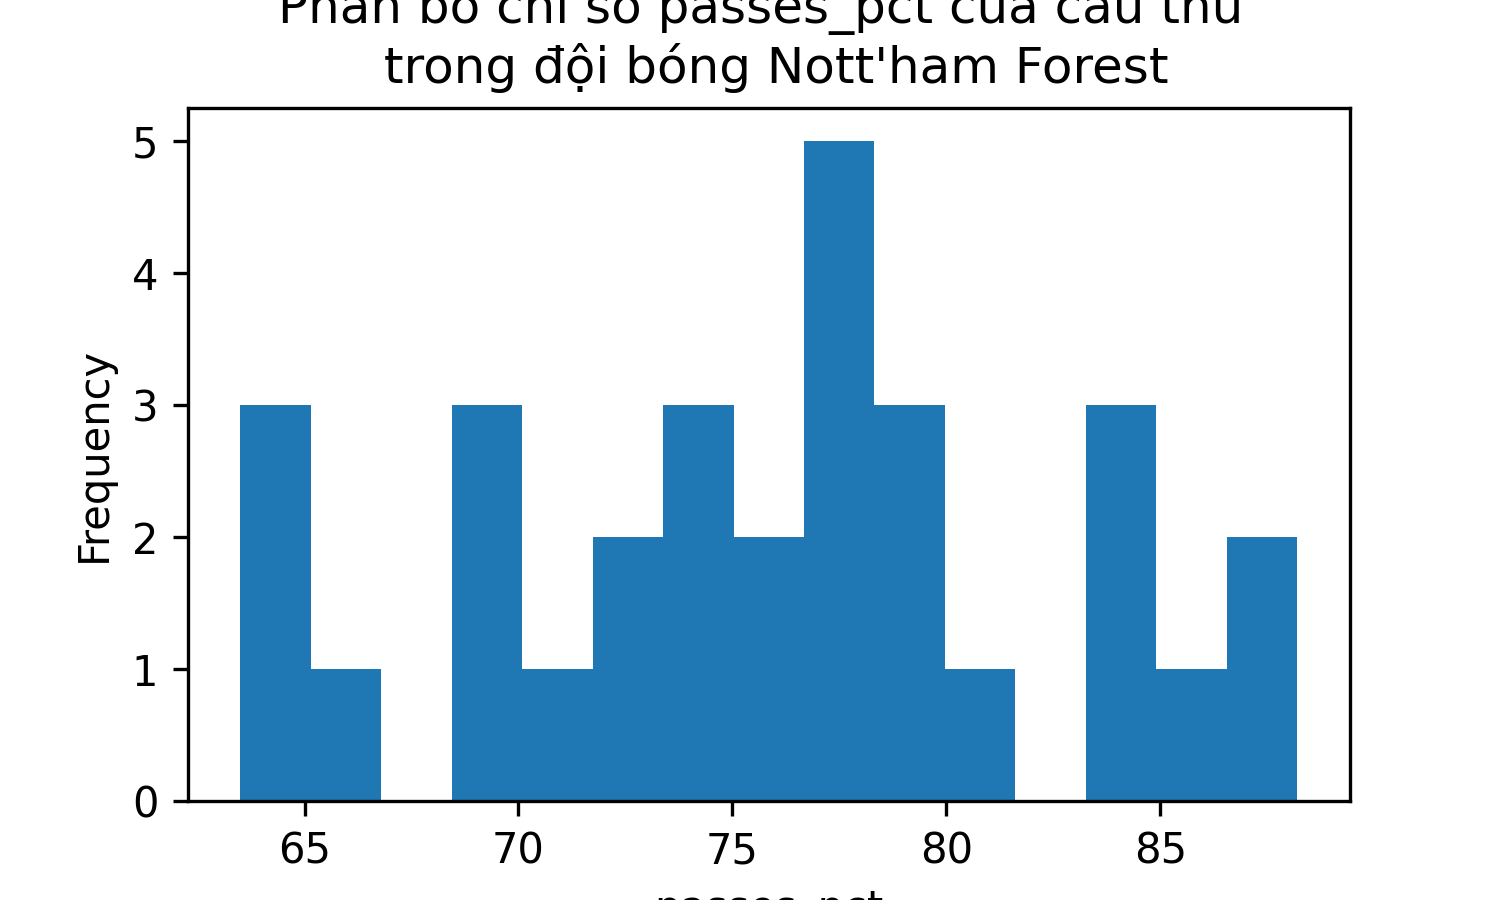 Phân bố chỉ số passes_pct của cầu thủ
trong đội bóng Nott'ham Forest
5
4
3
2
1
0
Frequency
65 70 75 80 85
passes_pct